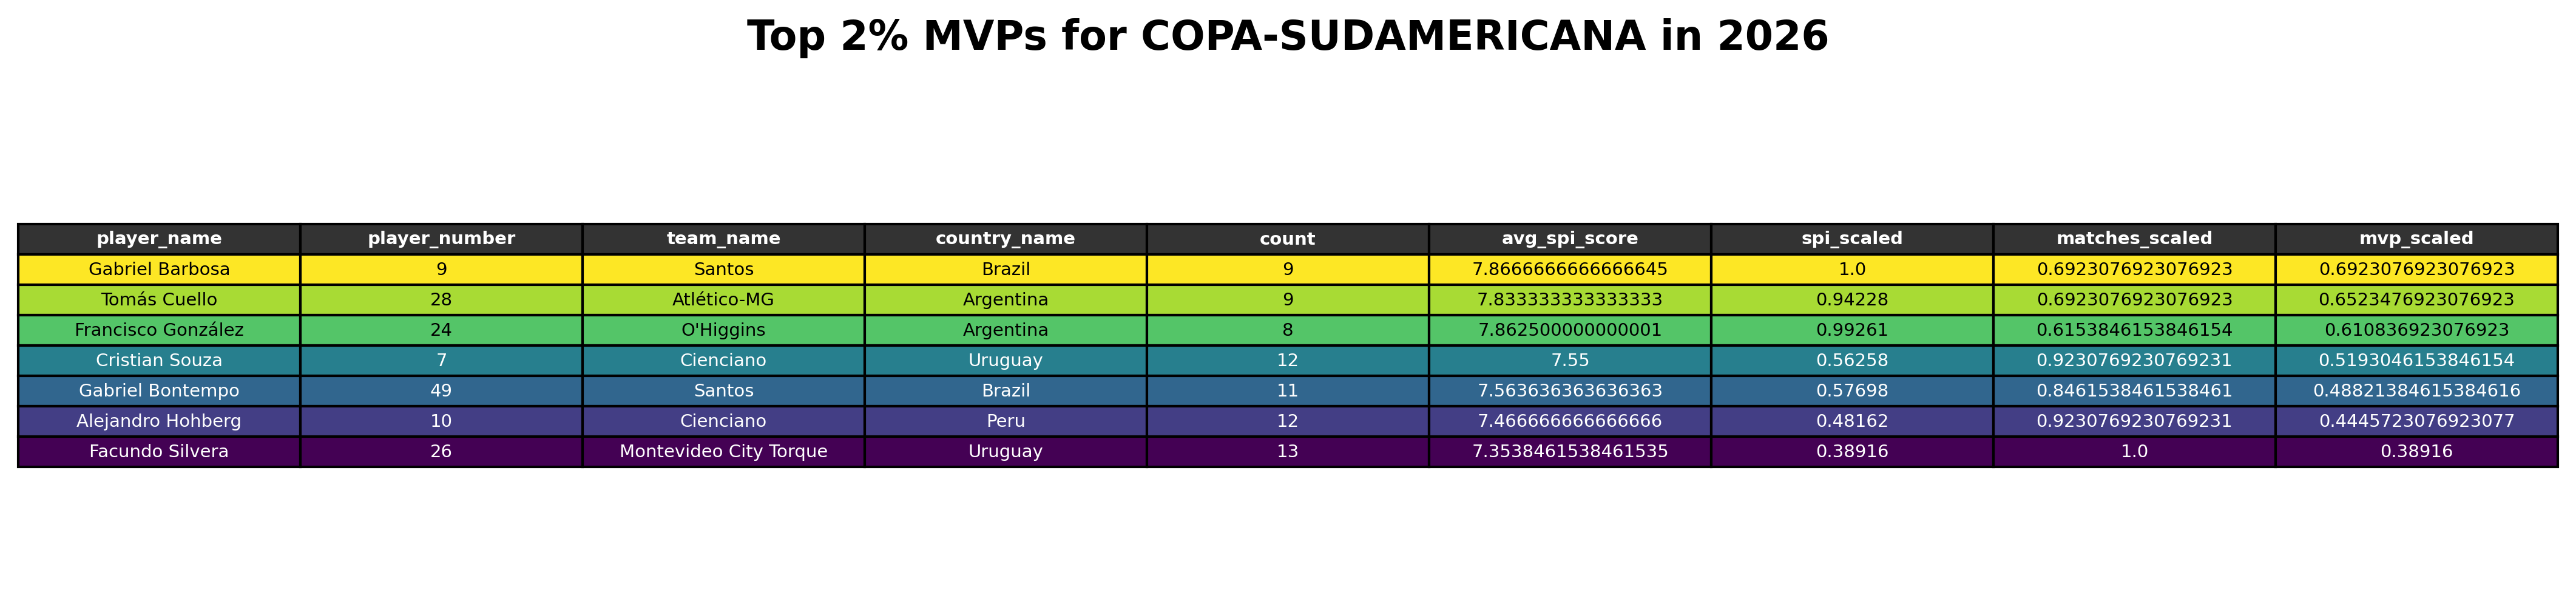 Top 2% MVPs for COPA-SUDAMERICANA in 2026
player_name player_number team_name country_name count avg_spi_score spi_scaled matches_scaled mvp_scaled
Gabriel Barbosa 9 Santos Brazil 9 7.8666666666666645 1.0 0.6923076923076923 0.6923076923076923
Tomás Cuello 28 Atlético-MG Argentina 9 7.833333333333333 0.94228 0.6923076923076923 0.6523476923076923
Francisco González 24 O'Higgins Argentina 8 7.862500000000001 0.99261 0.6153846153846154 0.610836923076923
Cristian Souza 7 Cienciano Uruguay 12 7.55 0.56258 0.9230769230769231 0.5193046153846154
Gabriel Bontempo 49 Santos Brazil 11 7.563636363636363 0.57698 0.8461538461538461 0.48821384615384616
Alejandro Hohberg 10 Cienciano Peru 12 7.466666666666666 0.48162 0.9230769230769231 0.4445723076923077
Facundo Silvera 26 Montevideo City Torque Uruguay 13 7.3538461538461535 0.38916 1.0 0.38916